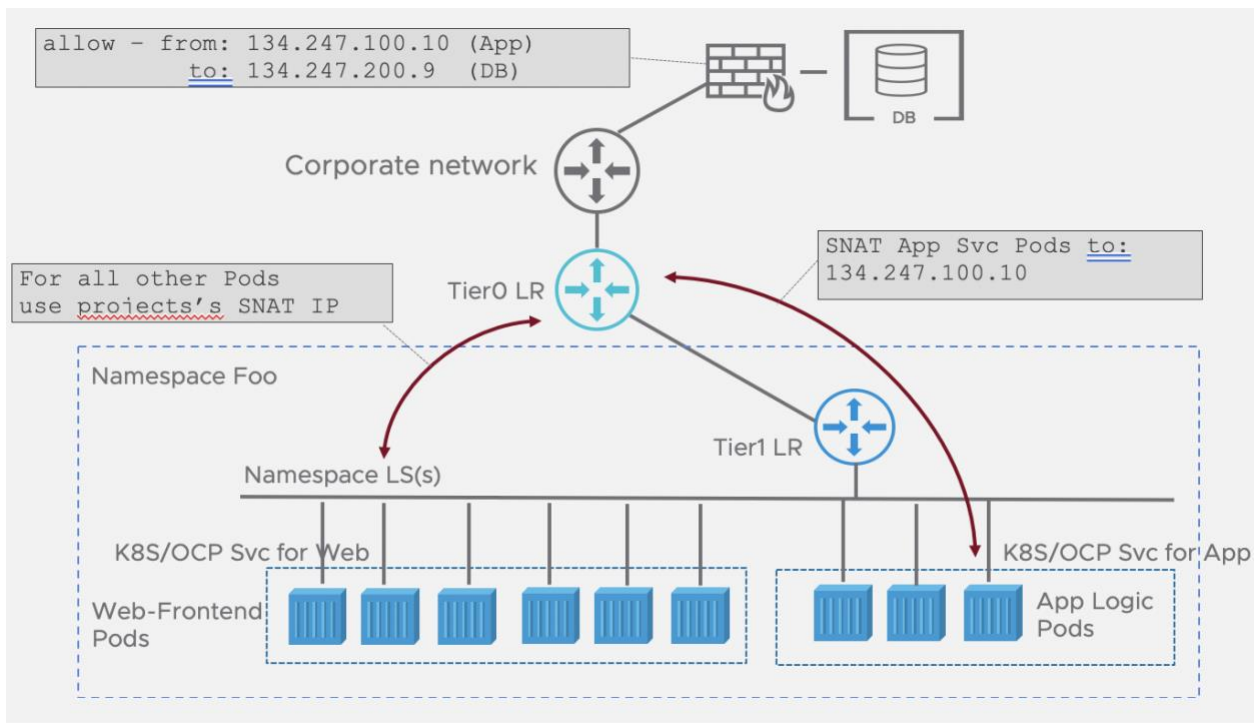 allow – from: 134.247.100.10 (App)
to: 134.247.200.9 (DB)
DB
Corporate network
SNAT App Svc Pods to:
134.247.100.10
For all other Pods
use projects's SNAT IP
Tier0 LR
Namespace Foo
Tier1 LR
Namespace LS(s)
K8S/OCP Svc for Web
K8S/OCP Svc for App
Web-Frontend
Pods
App Logic
Pods